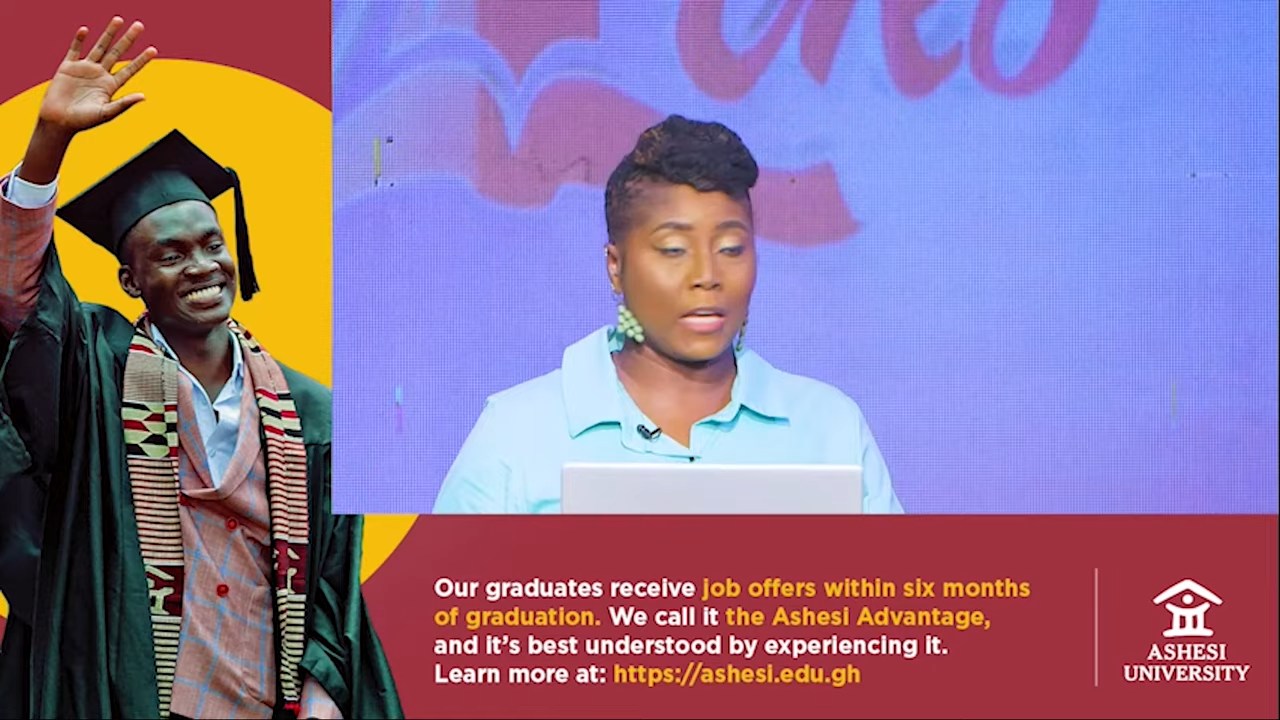 Our graduates receive job offers within six months
of graduation. We call it the Ashesi Advantage,
and it's best understood by experiencing it.
Learn more at: https://ashesi.edu.gh
ASHESI
UNIVERSITY